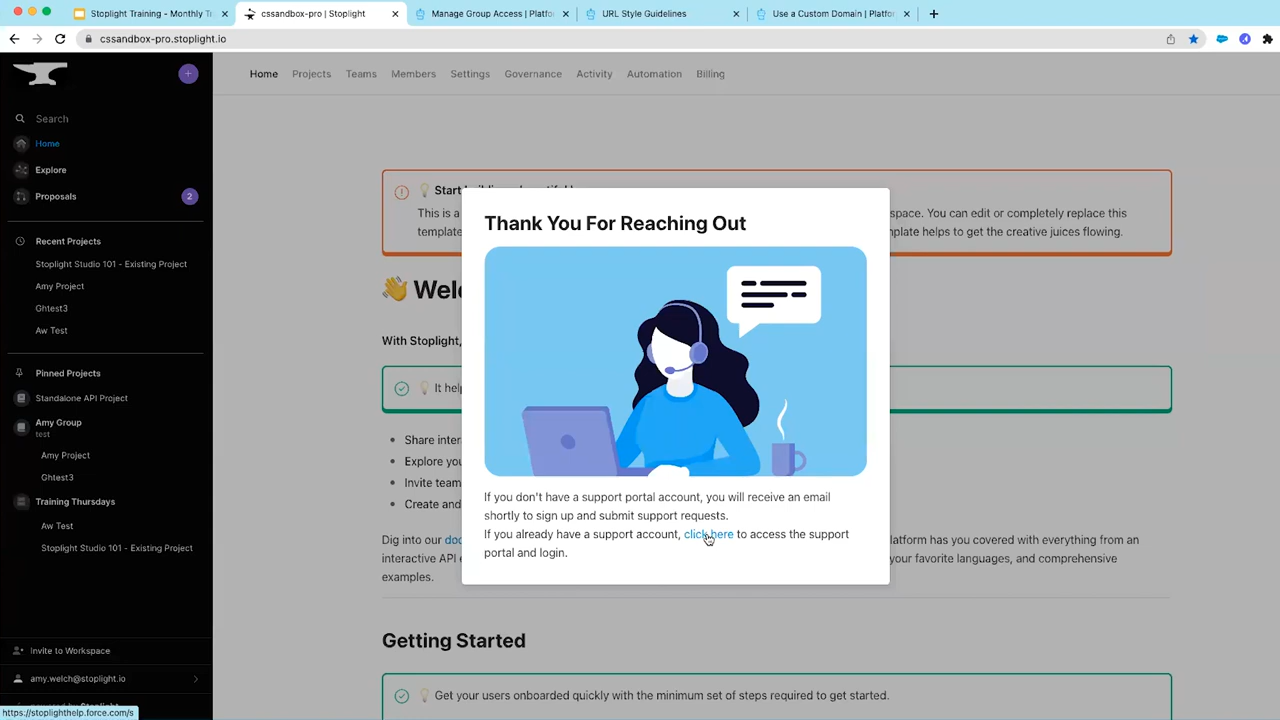 Stoplight Training - Monthly T
cssandbox-pro | Stoplight
Manage Group Access | Platfo
URL Style Guidelines
Use a Custom Domain | Platfo
cssandbox-pro.stoplight.io
Home Projects Teams Members Settings Governance Activity Automation Billing
Search
Home
Explore
Proposals 2
Recent Projects
Stoplight Studio 101 - Existing Project
Amy Project
Ghtest3
Aw Test
Pinned Projects
Standalone API Project
Amy Group
test
Amy Project
Ghtest3
Training Thursdays
Aw Test
Stoplight Studio 101 - Existing Project
Invite to Workspace
amy.welch@stoplight.io
https://stoplighthelp.force.com/s
This is a
space. You can edit or completely replace this
template helps to get the creative juices flowing.
With Stoplight,
It help
Share inter
Explore you
Invite team
Create and
Dig into our doc
latform has you covered with everything from an
interactive API e
your favorite languages, and comprehensive
examples.
Getting Started
Get your users onboarded quickly with the minimum set of steps required to get started.
Thank You For Reaching Out
If you don't have a support portal account, you will receive an email
shortly to sign up and submit support requests.
If you already have a support account, click here to access the support
portal and login.